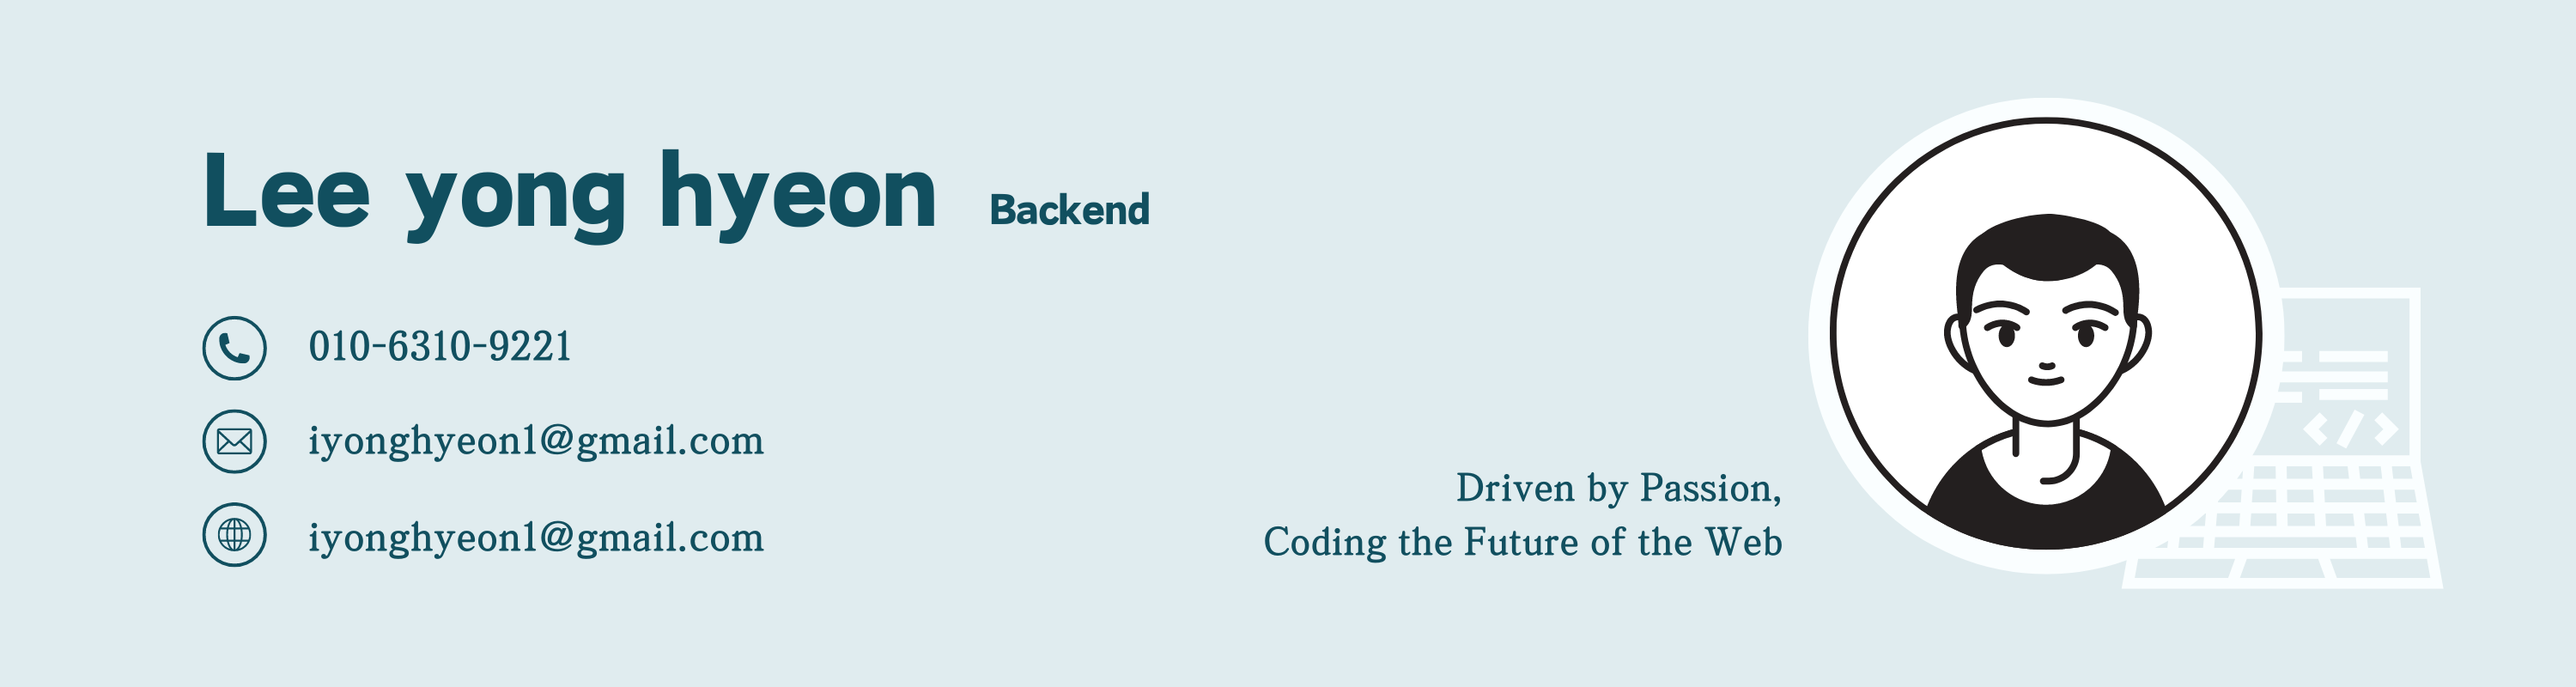 Lee yong hyeon Backend
010-6310-9221
iyonghyeon1@gmail.com
iyonghyeon1@gmail.com
Driven by Passion,
Coding the Future of the Web